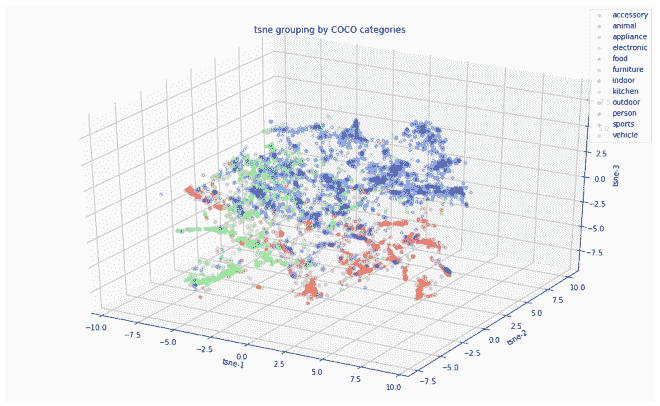 tsne grouping by COCO categories
accessory
animal
appliance
electronic
food
furniture
indoor
kitchen
outdoor
person
sports
vehicle
2.5
0.0
−2.5
−5.0
−7.5
tsne-3
−10.0
−7.5
−5.0
−2.5
0.0
2.5
5.0
7.5
10.0
tsne-1
−7.5
−5.0
−2.5
0.0
2.5
5.0
7.5
10.0
tsne-2